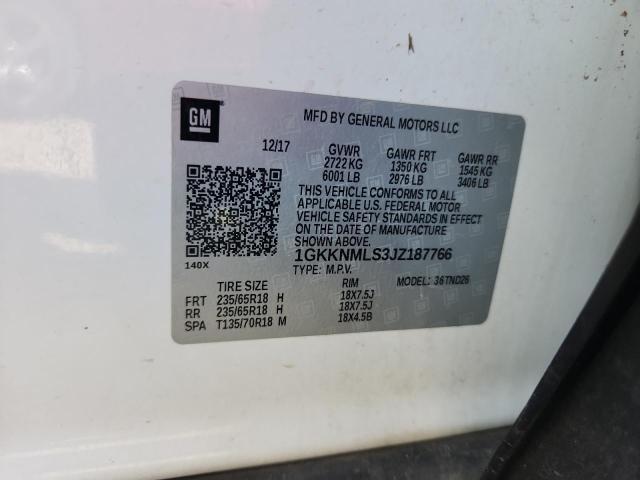 GM
MFD BY GENERAL MOTORS LLC
12/17 GVWR GAWR FRT GAWR RR
2722 KG 1350 KG 1545 KG
6001 LB 2976 LB 3406 LB
THIS VEHICLE CONFORMS TO ALL
APPLICABLE U.S. FEDERAL MOTOR
VEHICLE SAFETY STANDARDS IN EFFECT
ON THE DATE OF MANUFACTURE
SHOWN ABOVE.
1GKKNMLS3JZ187766
140X
TYPE: M.P.V. MODEL: 36TND26
TIRE SIZE RIM
FRT 235/65R18 H 18X7.5J
RR 235/65R18 H 18X7.5J
SPA T135/70R18 M 18X4.5B